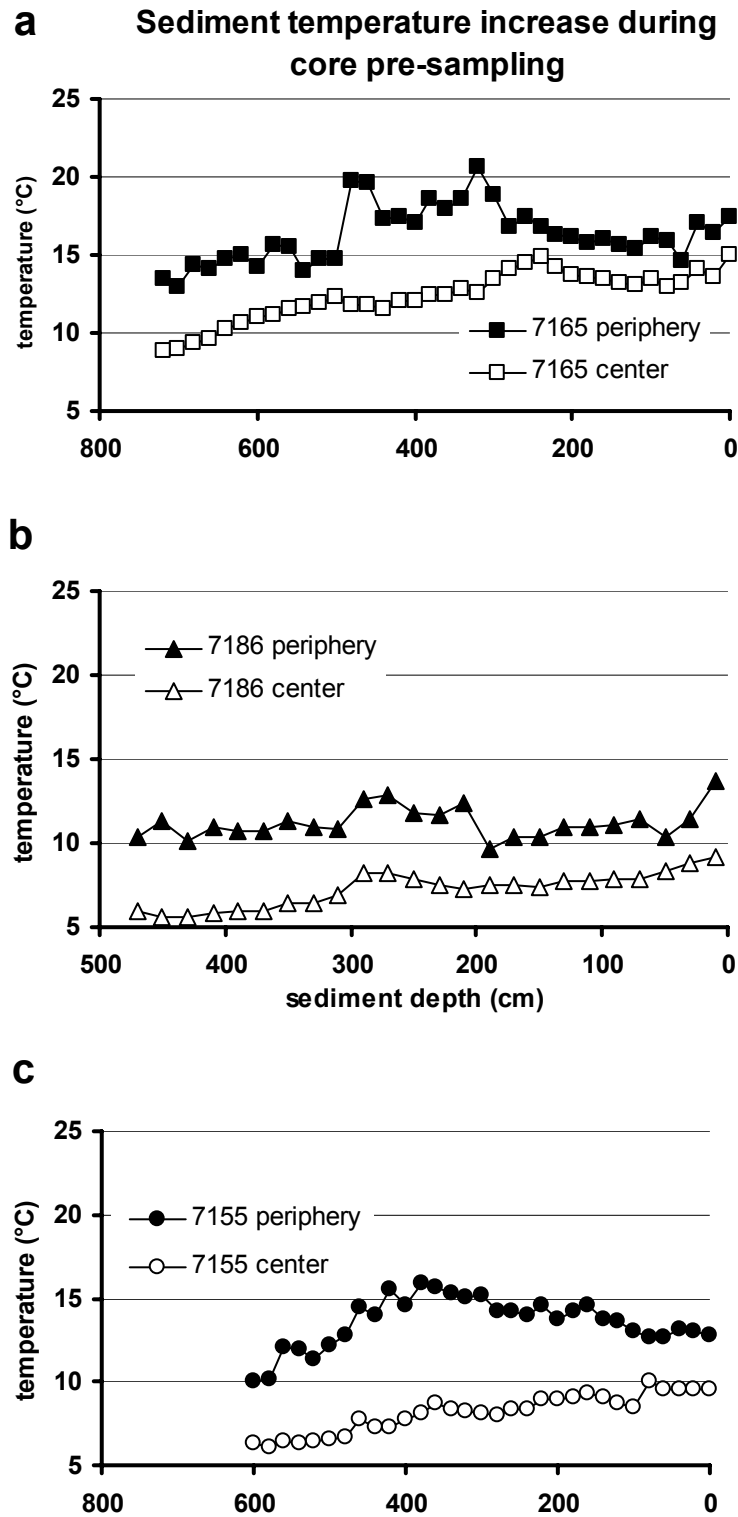 a
Sediment temperature increase during
core pre-sampling
25
20
15
10
5
temperature (°C)
7165 periphery
7165 center
800 600 400 200 0
b
25
20
15
10
5
temperature (°C)
7186 periphery
7186 center
500 400 300 200 100 0
sediment depth (cm)
c
25
20
15
10
5
temperature (°C)
7155 periphery
7155 center
800 600 400 200 0